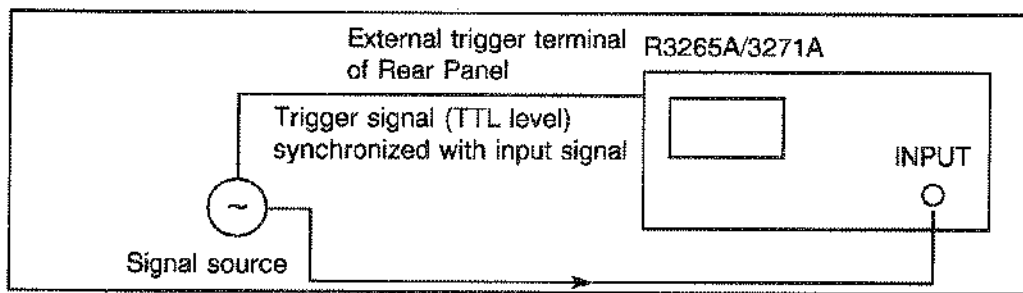 External trigger terminal
of Rear Panel
R3265A/3271A
Trigger signal (TTL level)
synchronized with input signal
INPUT
~
Signal source